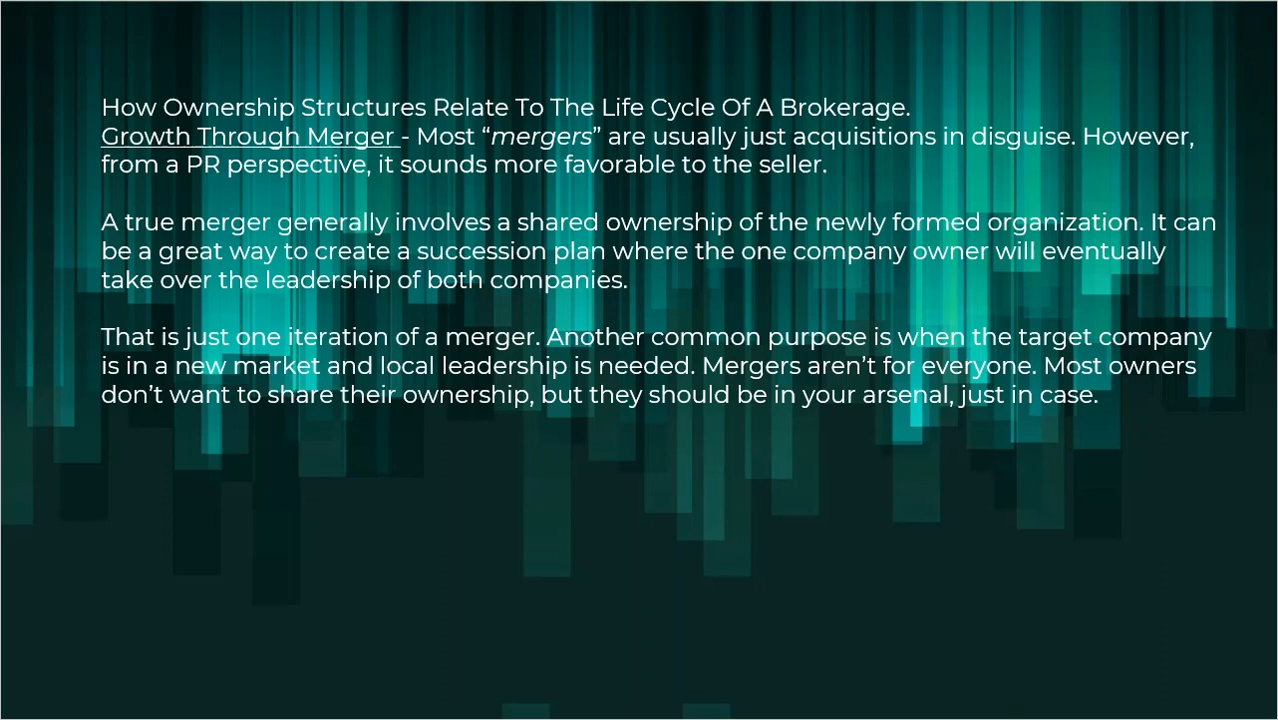 How Ownership Structures Relate To The Life Cycle Of A Brokerage.
Growth Through Merger - Most “mergers” are usually just acquisitions in disguise. However,
from a PR perspective, it sounds more favorable to the seller.
A true merger generally involves a shared ownership of the newly formed organization. It can
be a great way to create a succession plan where the one company owner will eventually
take over the leadership of both companies.
That is just one iteration of a merger. Another common purpose is when the target company
is in a new market and local leadership is needed. Mergers aren’t for everyone. Most owners
don’t want to share their ownership, but they should be in your arsenal, just in case.